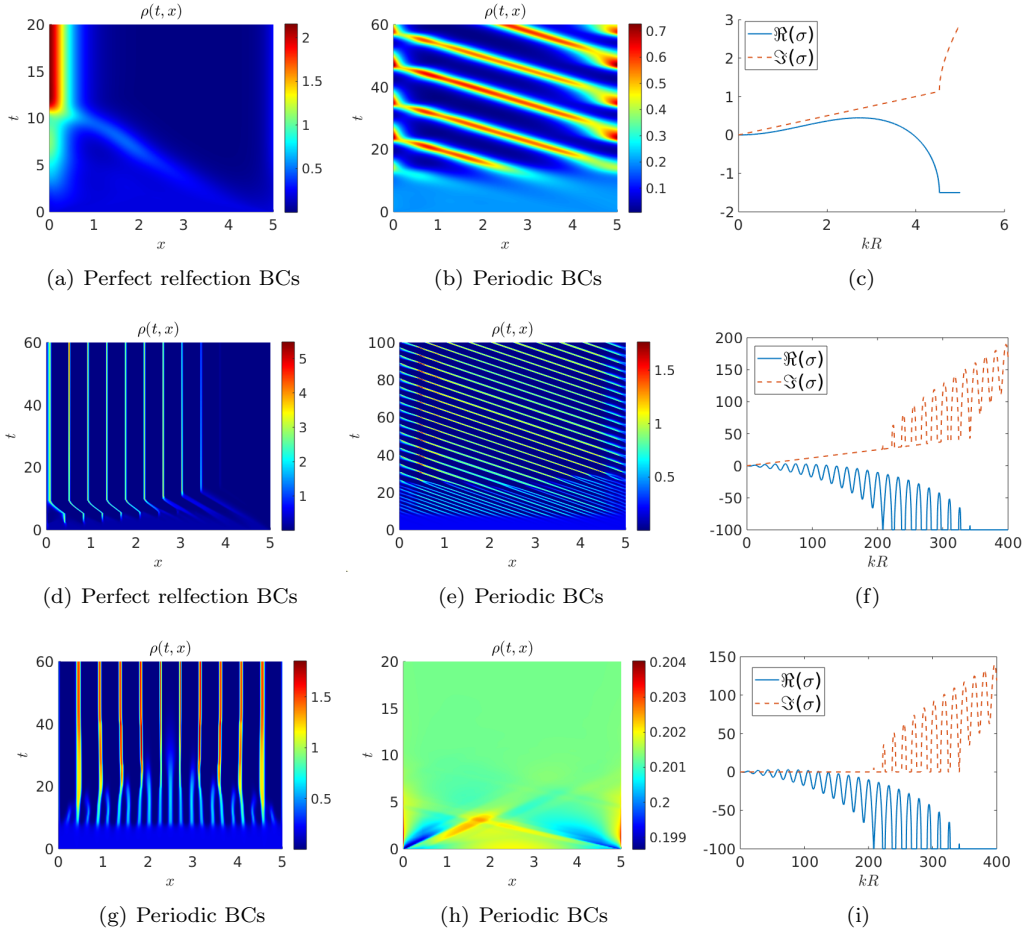 ρ(t, x)
20
15
10
5
0
t
0 1 2 3 4 5
x
2
1.5
1
0.5
(a) Perfect relfection BCs
ρ(t, x)
60
40
20
0
0 1 2 3 4 5
x
0.7
0.6
0.5
0.4
0.3
0.2
0.1
(b) Periodic BCs
3
2
1
0
-1
-2
0 2 4 6
kR
ℜ(σ)
ℑ(σ)
(c)
ρ(t, x)
60
40
20
0
t
0 1 2 3 4 5
x
5
4
3
2
1
(d) Perfect relfection BCs
ρ(t, x)
100
80
60
40
20
0
t
0 1 2 3 4 5
x
1.5
1
0.5
(e) Periodic BCs
200
150
100
50
0
-50
-100
0 100 200 300 400
kR
ℜ(σ)
ℑ(σ)
(f)
ρ(t, x)
60
40
20
0
t
0 1 2 3 4 5
x
1.5
1
0.5
(g) Periodic BCs
ρ(t, x)
20
15
10
5
0
t
0 1 2 3 4 5
x
0.204
0.203
0.202
0.201
0.2
0.199
(h) Periodic BCs
150
100
50
0
-50
-100
0 100 200 300 400
kR
ℜ(σ)
ℑ(σ)
(i)